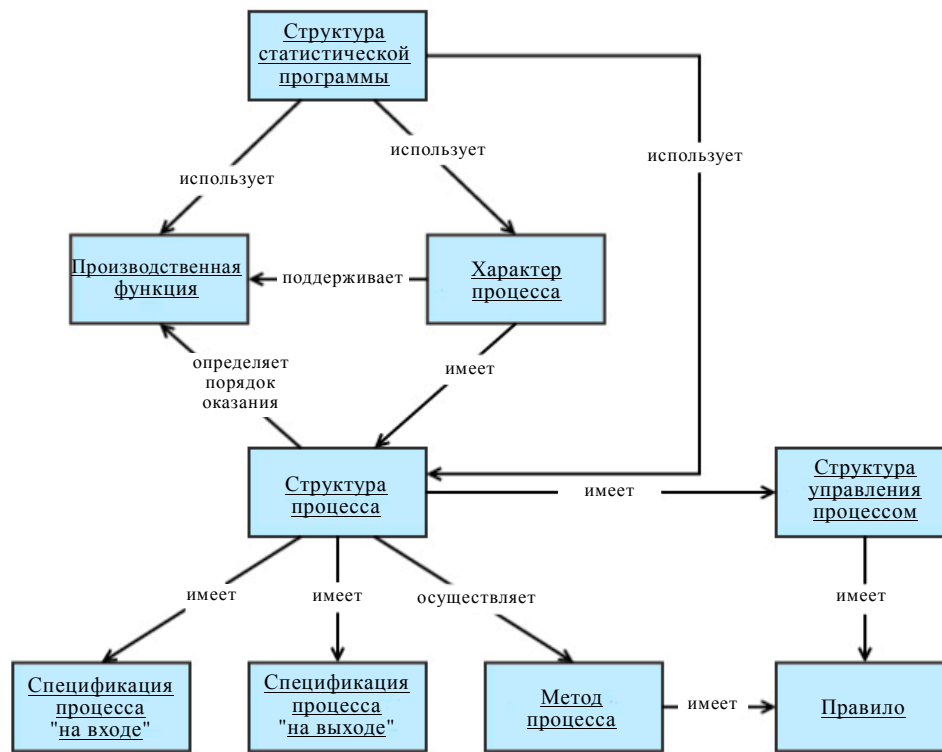 Структура
статистической
программы
использует
использует
использует
Производственная
функция
поддерживает
Характер
процесса
определяет
порядок
оказания
имеет
Структура
процесса
имеет
Структура
управления
процессом
имеет
имеет
осуществляет
имеет
Спецификация
процесса
"на входе"
Спецификация
процесса
"на выходе"
Метод
процесса
имеет
Правило